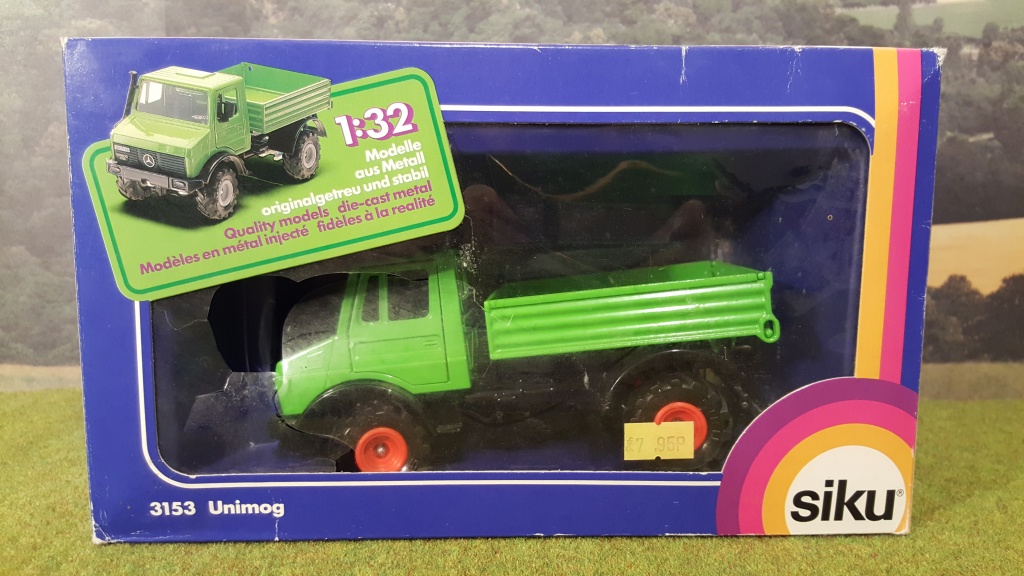 1:32
Modelle
aus Metall
originalgetreu und stabil
Quality models die-cast metal
Modèles en métal injecté fidèles à la realité
£7.95P
3153 Unimog
siku®